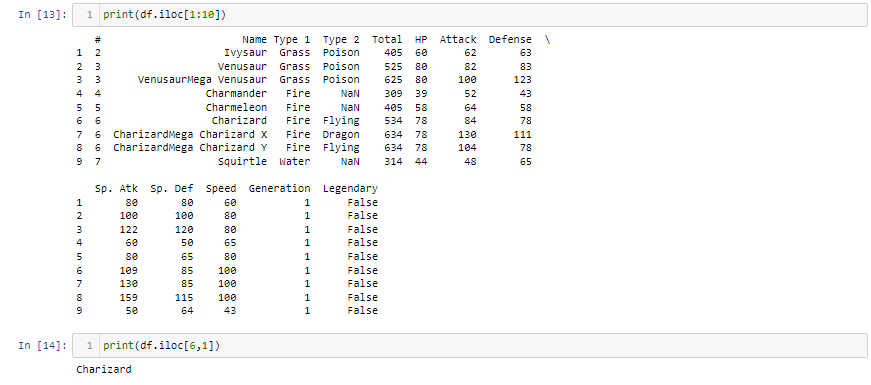 In [13]: 1 print(df.iloc[1:10])
# Name Type 1 Type 2 Total HP Attack Defense \
1 2 Ivysaur Grass Poison 405 60 62 63
2 3 Venusaur Grass Poison 525 80 82 83
3 3 VenusaurMega Venusaur Grass Poison 625 80 100 123
4 4 Charmander Fire NaN 309 39 52 43
5 5 Charmeleon Fire NaN 405 58 64 58
6 6 Charizard Fire Flying 534 78 84 78
7 6 CharizardMega Charizard X Fire Dragon 634 78 130 111
8 6 CharizardMega Charizard Y Fire Flying 634 78 104 78
9 7 Squirtle Water NaN 314 44 48 65
Sp. Atk Sp. Def Speed Generation Legendary
1 80 80 60 1 False
2 100 100 80 1 False
3 122 120 80 1 False
4 60 50 65 1 False
5 80 65 80 1 False
6 109 85 100 1 False
7 130 85 100 1 False
8 159 115 100 1 False
9 50 64 43 1 False
In [14]: 1 print(df.iloc[6,1])
Charizard